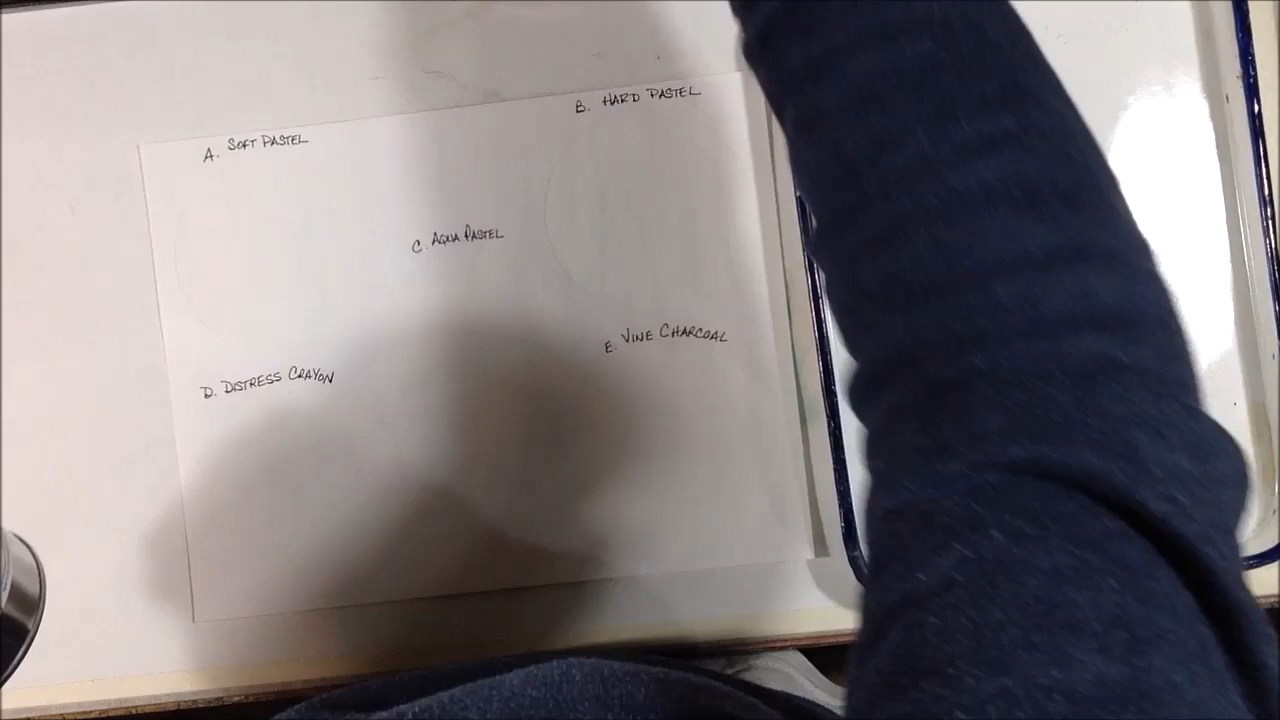 A. SOFT PASTEL
B. HARD PASTEL
C. AQUA PASTEL
D. DISTRESS CRAYON
E. VINE CHARCOAL